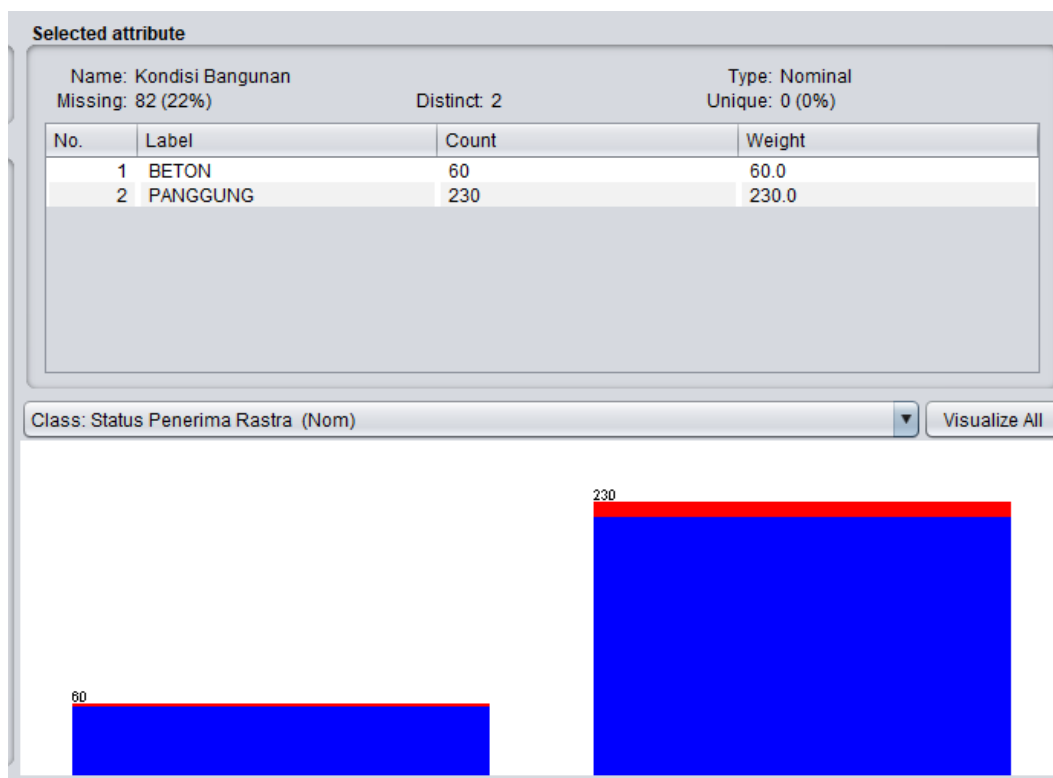 Selected attribute
Name: Kondisi Bangunan Type: Nominal
Missing: 82 (22%) Distinct: 2 Unique: 0 (0%)
No. Label Count Weight
1 BETON 60 60.0
2 PANGGUNG 230 230.0
Class: Status Penerima Rastra (Nom) Visualize All
230
60